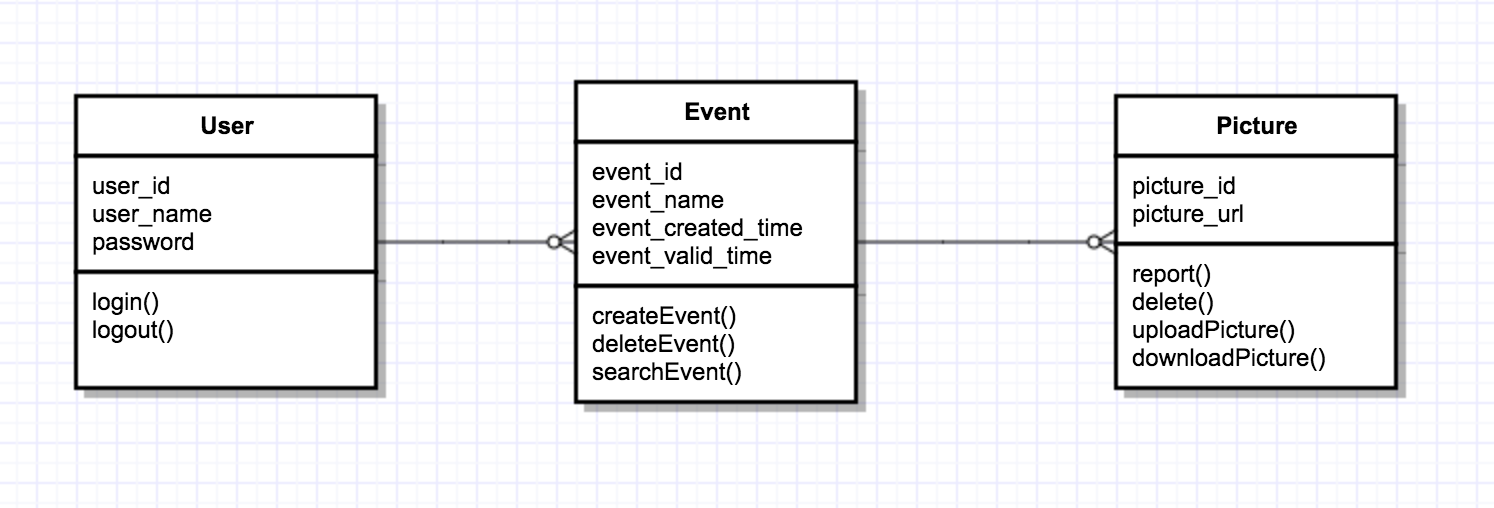 User
user_id
user_name
password
login()
logout()
Event
event_id
event_name
event_created_time
event_valid_time
createEvent()
deleteEvent()
searchEvent()
Picture
picture_id
picture_url
report()
delete()
uploadPicture()
downloadPicture()